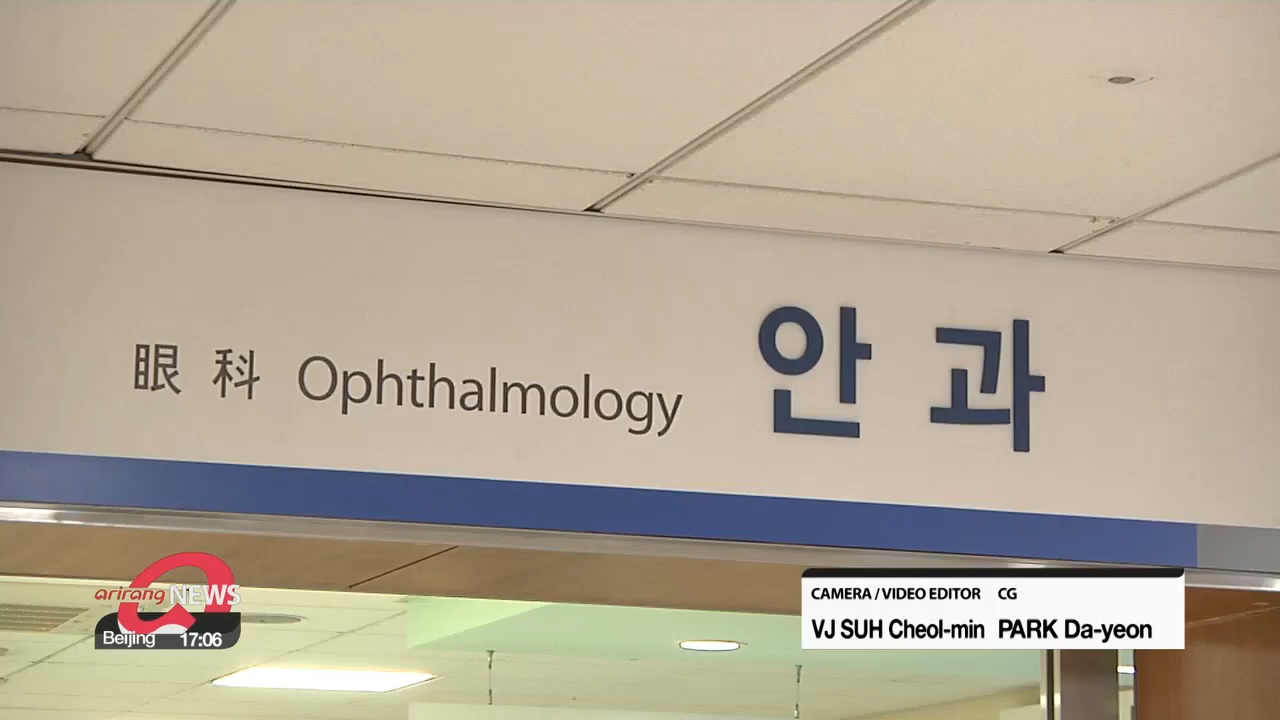 眼 科 Ophthalmology 안 과
arirang NEWS
Beijing 17:06
CAMERA / VIDEO EDITOR CG
VJ SUH Cheol-min PARK Da-yeon